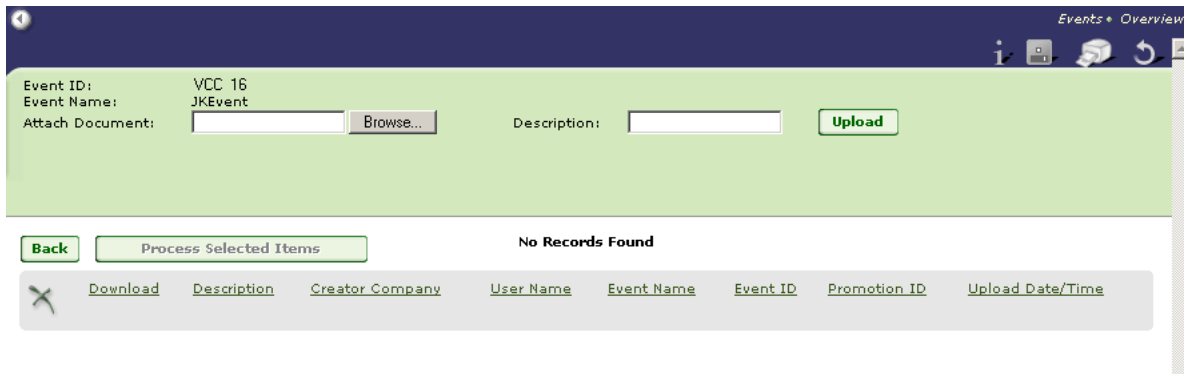 Events • Overview
Event ID: VCC 16
Event Name: JKEvent
Attach Document: Browse... Description: Upload
Back Process Selected Items No Records Found
Download Description Creator Company User Name Event Name Event ID Promotion ID Upload Date/Time